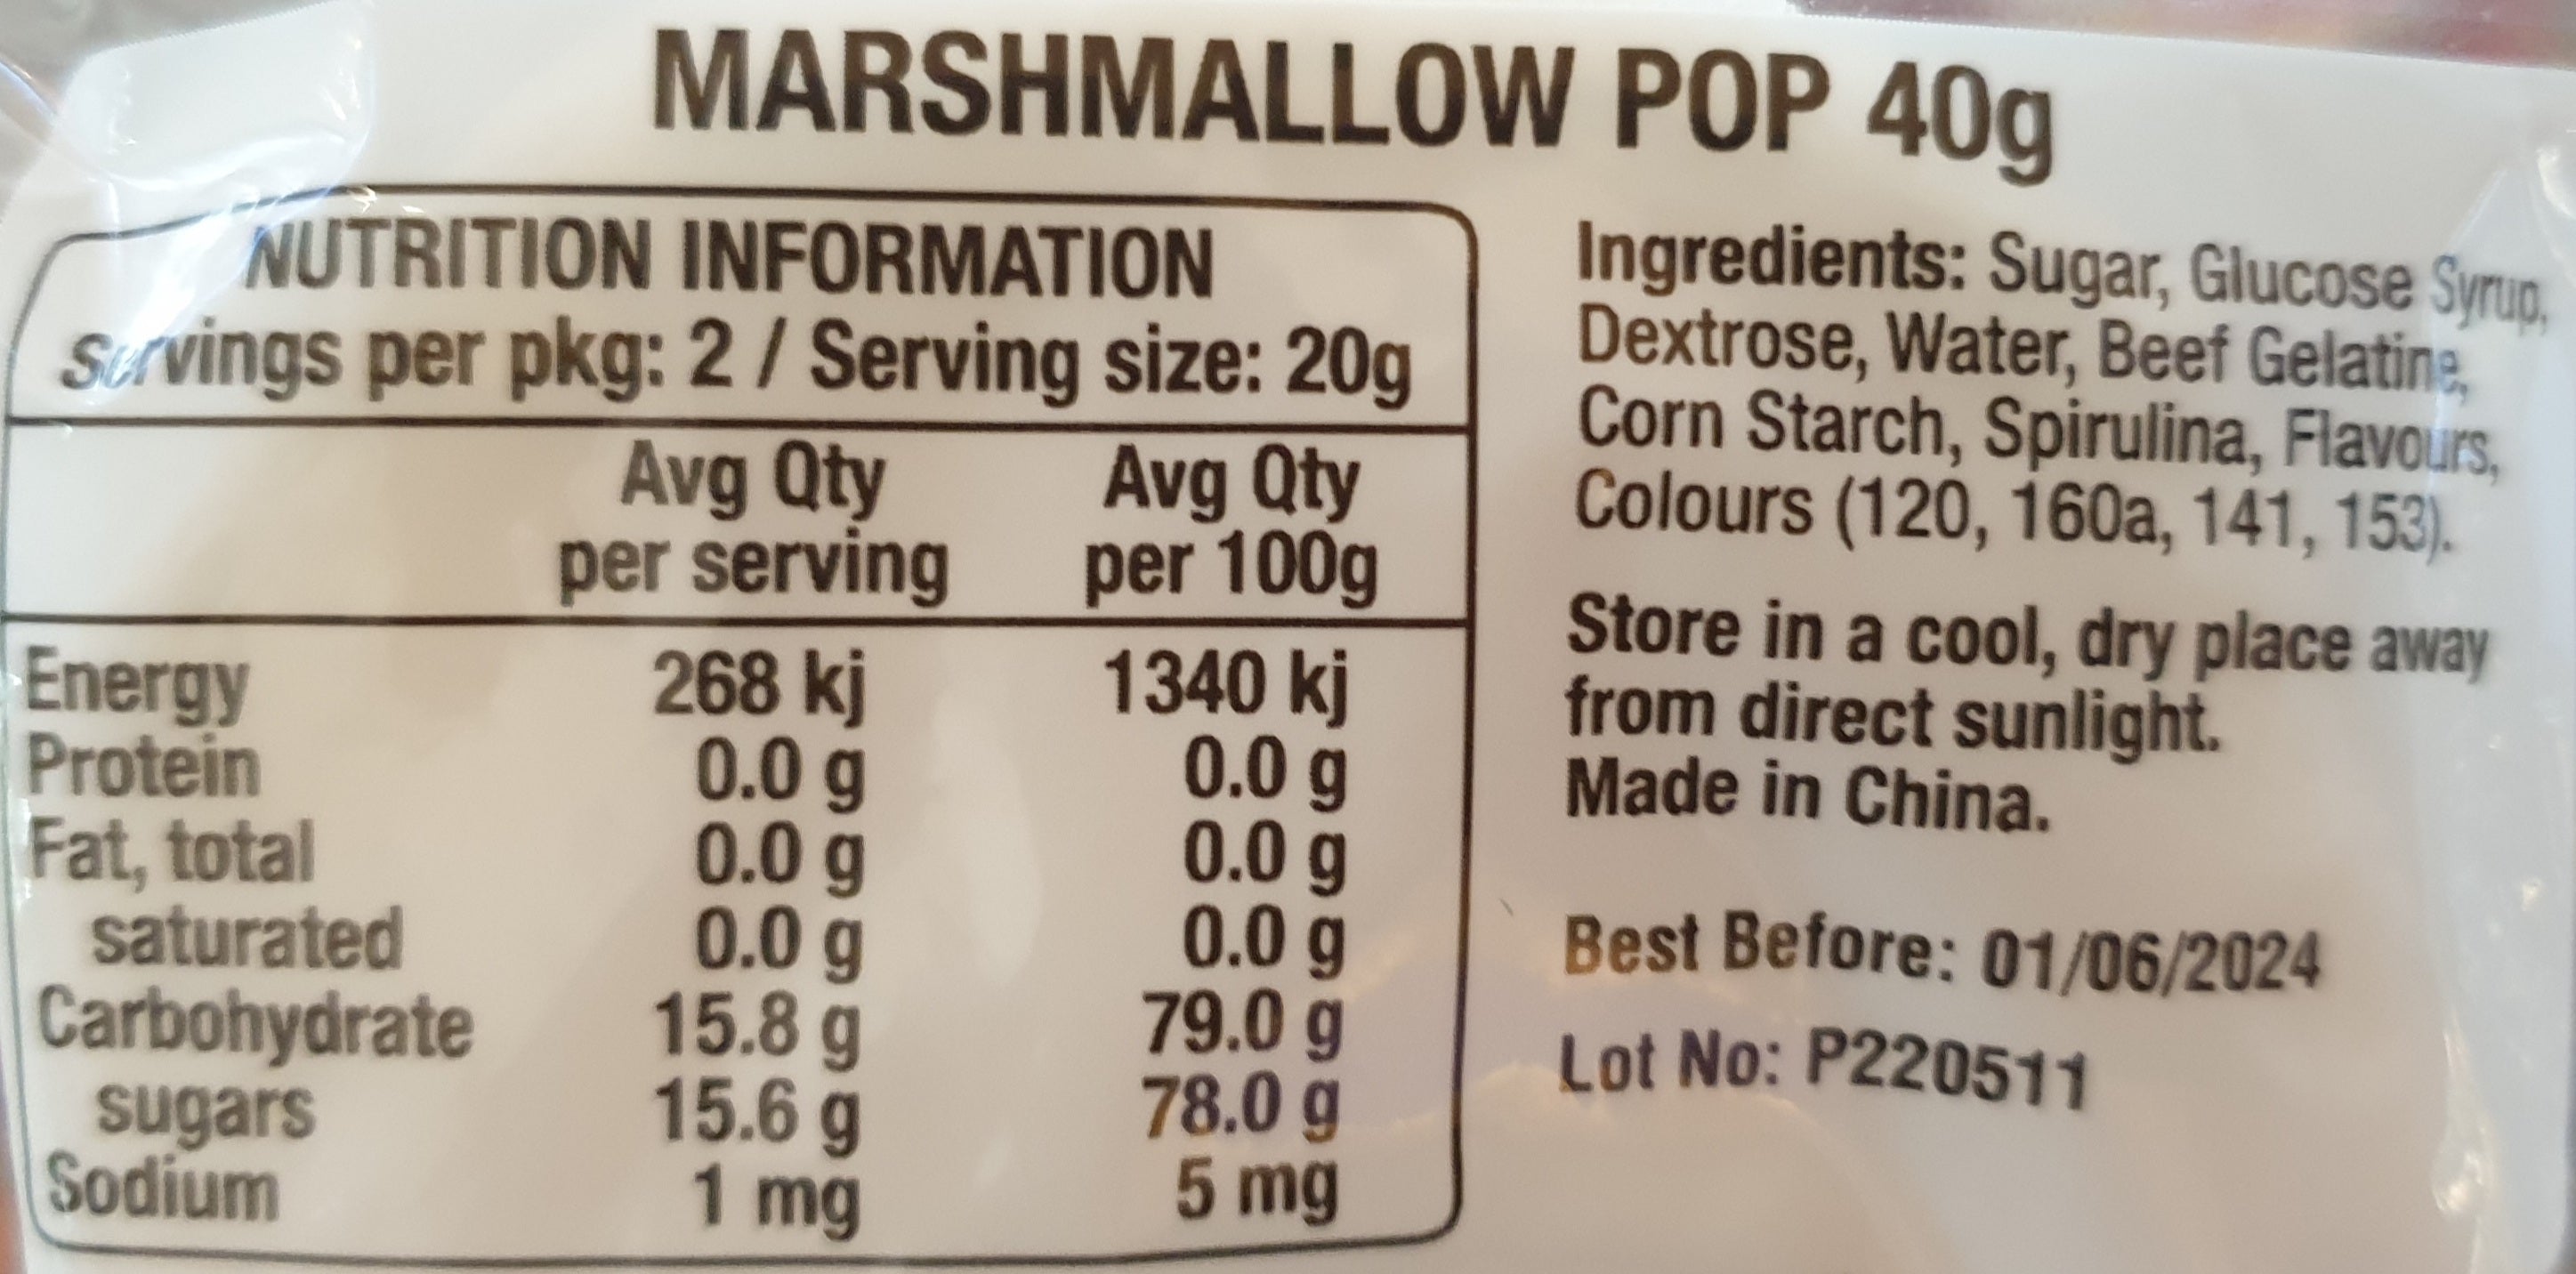 MARSHMALLOW POP 40g
NUTRITION INFORMATION
Servings per pkg: 2 / Serving size: 20g
Avg Qty Avg Qty
per serving per 100g
Energy 268 kj 1340 kj
Protein 0.0 g 0.0 g
Fat, total 0.0 g 0.0 g
saturated 0.0 g 0.0 g
Carbohydrate 15.8 g 79.0 g
sugars 15.6 g 78.0 g
Sodium 1 mg 5 mg
Ingredients: Sugar, Glucose Syrup,
Dextrose, Water, Beef Gelatine,
Corn Starch, Spirulina, Flavours,
Colours (120, 160a, 141, 153).
Store in a cool, dry place away
from direct sunlight.
Made in China.
Best Before: 01/06/2024
Lot No: P220511